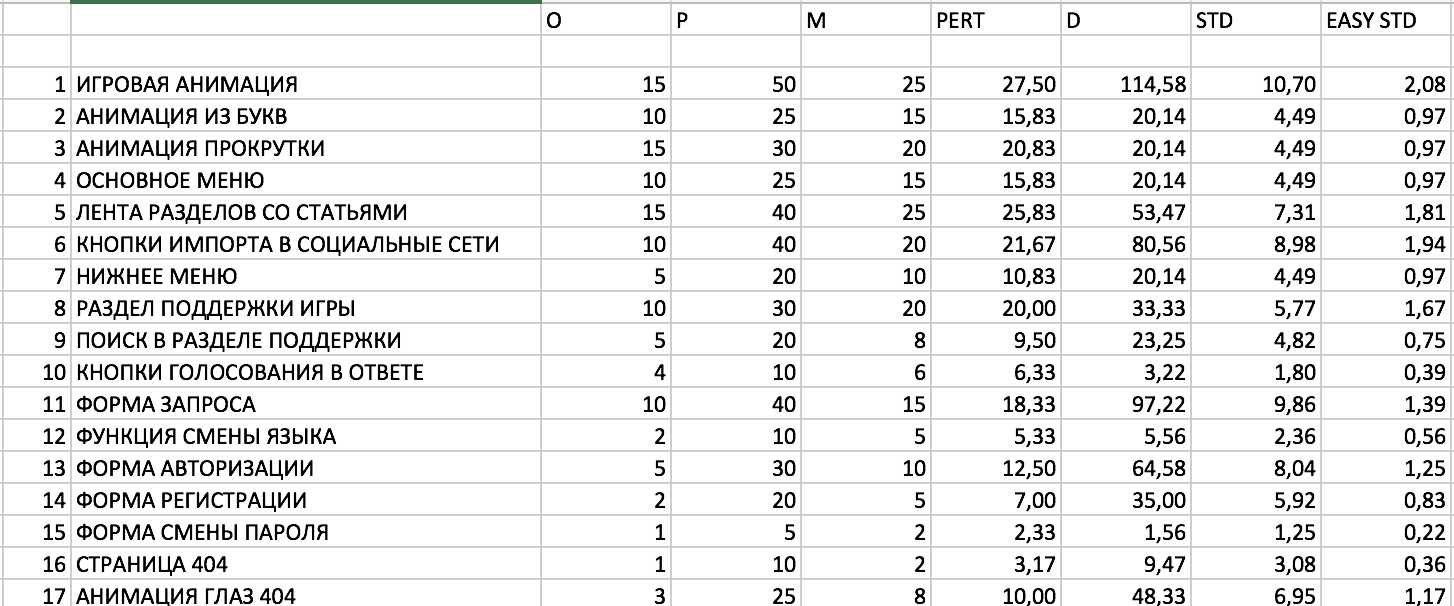 O P M PERT D STD EASY STD
1 ИГРОВАЯ АНИМАЦИЯ 15 50 25 27,50 114,58 10,70 2,08
2 АНИМАЦИЯ ИЗ БУКВ 10 25 15 15,83 20,14 4,49 0,97
3 АНИМАЦИЯ ПРОКРУТКИ 15 30 20 20,83 20,14 4,49 0,97
4 ОСНОВНОЕ МЕНЮ 10 25 15 15,83 20,14 4,49 0,97
5 ЛЕНТА РАЗДЕЛОВ СО СТАТЬЯМИ 15 40 25 25,83 53,47 7,31 1,81
6 КНОПКИ ИМПОРТА В СОЦИАЛЬНЫЕ СЕТИ 10 40 20 21,67 80,56 8,98 1,94
7 НИЖНЕЕ МЕНЮ 5 20 10 10,83 20,14 4,49 0,97
8 РАЗДЕЛ ПОДДЕРЖКИ ИГРЫ 10 30 20 20,00 33,33 5,77 1,67
9 ПОИСК В РАЗДЕЛЕ ПОДДЕРЖКИ 5 20 8 9,50 23,25 4,82 0,75
10 КНОПКИ ГОЛОСОВАНИЯ В ОТВЕТЕ 4 10 6 6,33 3,22 1,80 0,39
11 ФОРМА ЗАПРОСА 10 40 15 18,33 97,22 9,86 1,39
12 ФУНКЦИЯ СМЕНЫ ЯЗЫКА 2 10 5 5,33 5,56 2,36 0,56
13 ФОРМА АВТОРИЗАЦИИ 5 30 10 12,50 64,58 8,04 1,25
14 ФОРМА РЕГИСТРАЦИИ 2 20 5 7,00 35,00 5,92 0,83
15 ФОРМА СМЕНЫ ПАРОЛЯ 1 5 2 2,33 1,56 1,25 0,22
16 СТРАНИЦА 404 1 10 2 3,17 9,47 3,08 0,36
17 АНИМАЦИЯ ГЛАЗ 404 3 25 8 10,00 48,33 6,95 1,17